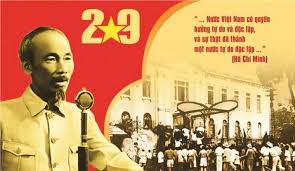 2★9
"... Nước Việt Nam có quyền
hưởng tự do và độc lập,
và sự thật đã thành
một nước tự do độc lập ..."
(Hồ Chí Minh)